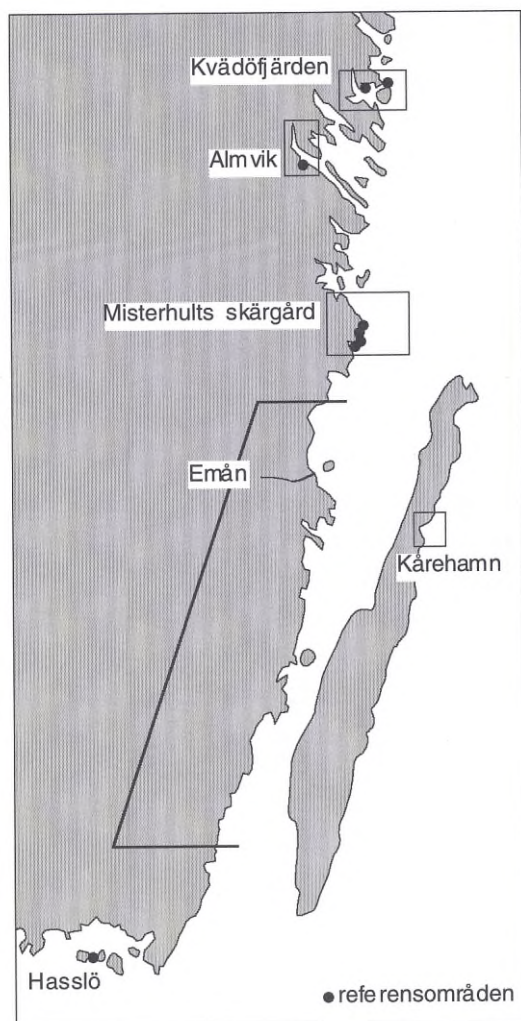 Kvädöfjärden
Almvik
Misterhults skärgård
Emån
Kårehamn
Hasslö
referensområden